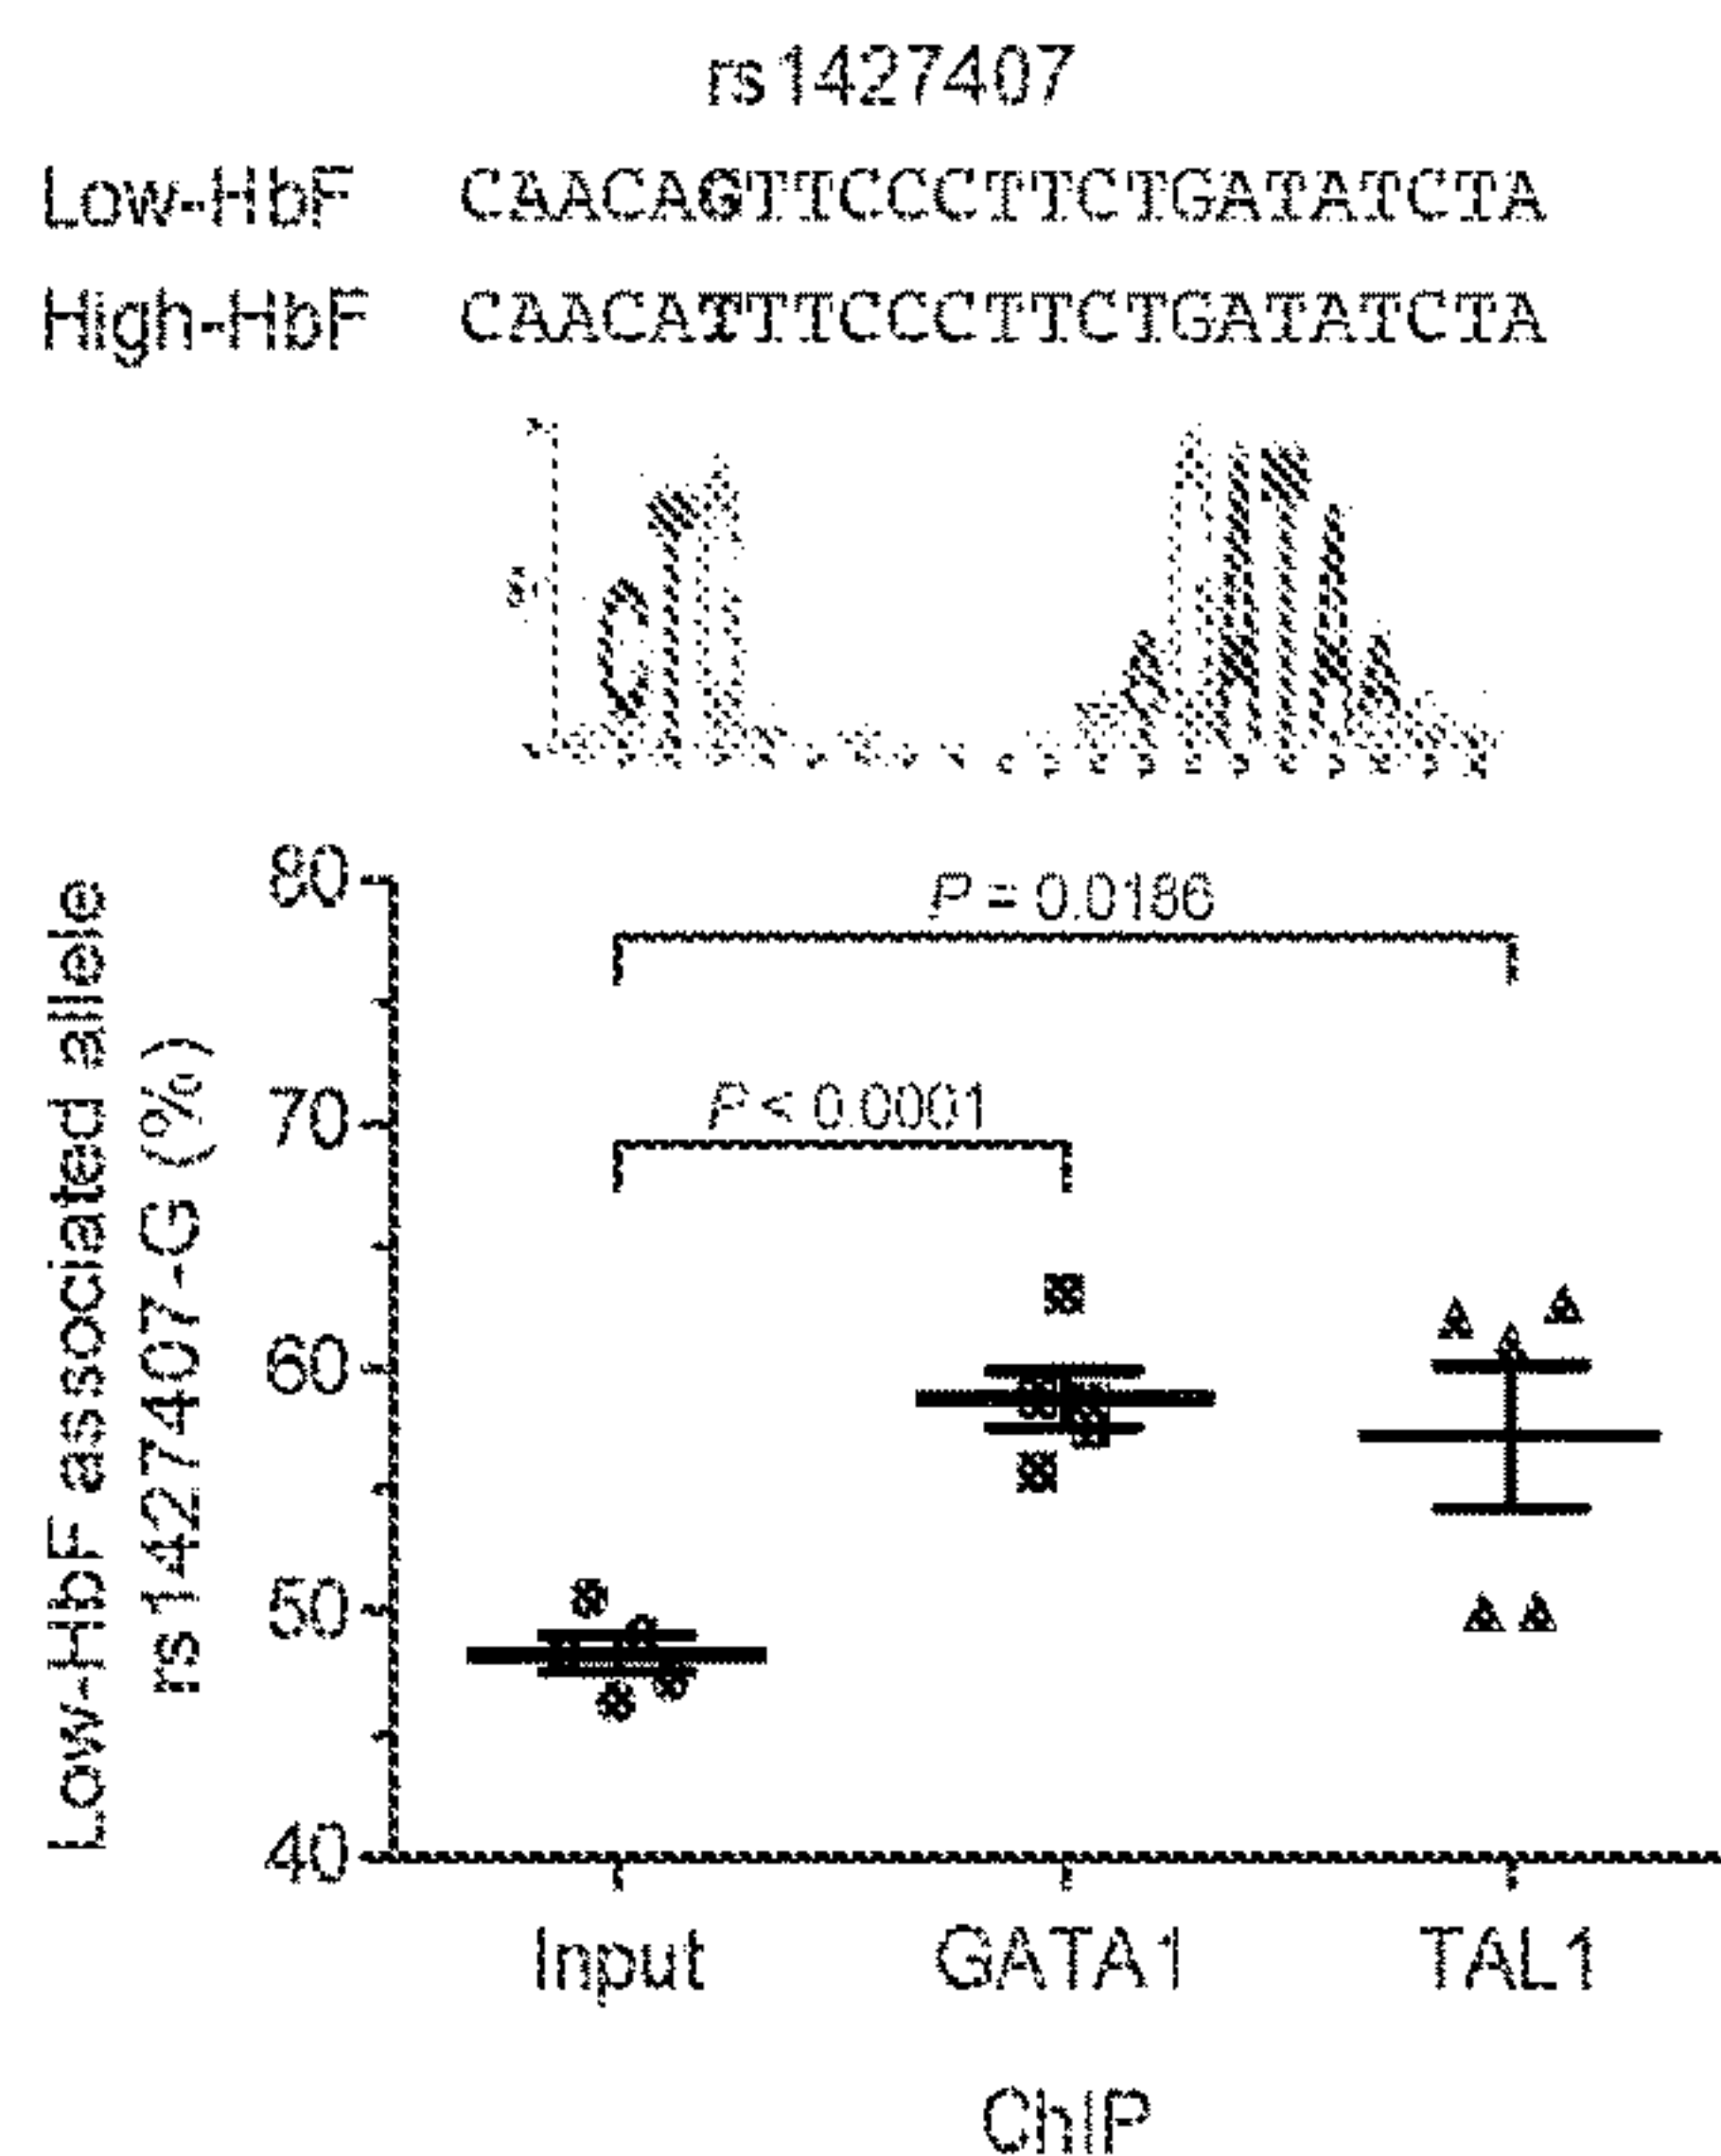 rs1427407
Low-HbF CAACAGTTCCCTTCTGATATCTA
High-HbF CAACATTTCCCTTCTGATATCTA
80
70
60
50
40
Low-HbF associated allele
rs1427407-G (%)
P = 0.0186
P < 0.0001
Input GATA1 TAL1
ChIP